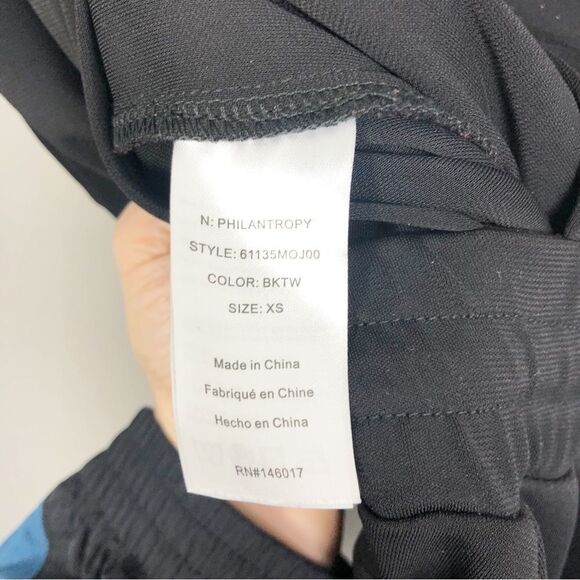 N: PHILANTROPY
STYLE: 61135MOJ00
COLOR: BKTW
SIZE: XS
Made in China
Fabriqué en Chine
Hecho en China
RN#146017